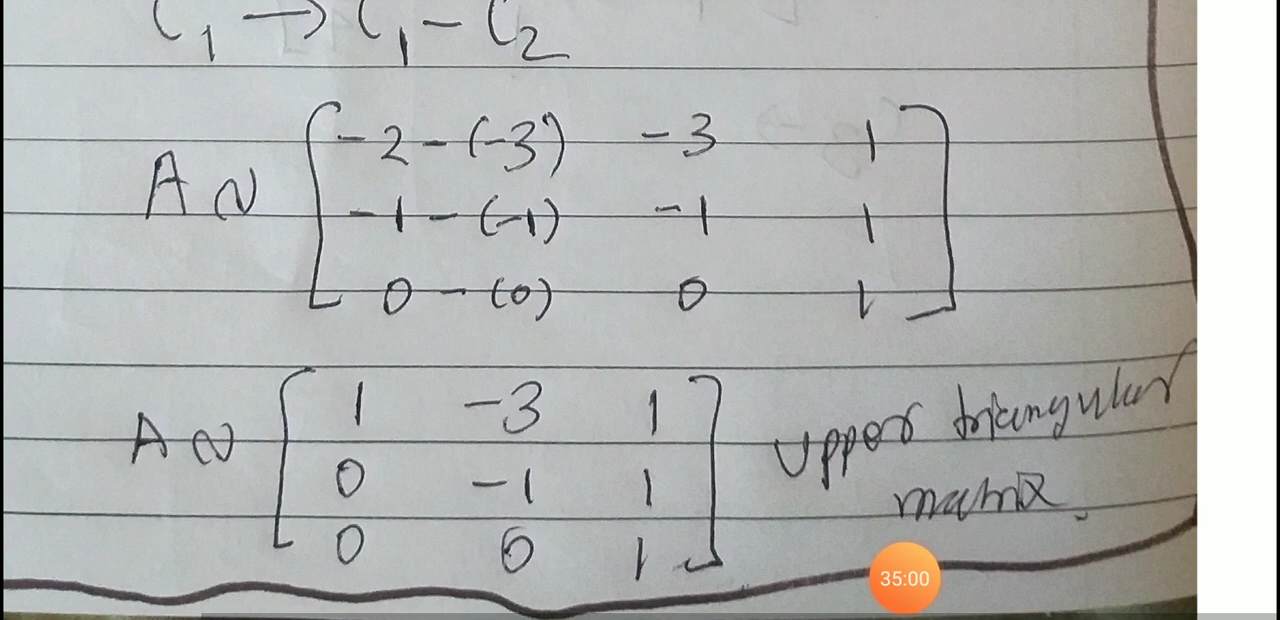 C₁ → C₁ - C₂
-2-(-3) -3 1
A ~ -1-(-1) -1 1
0-(0) 0 1
1 -3 1
A ~ 0 -1 1 Upper triangular
0 0 1 matrix.
35:00